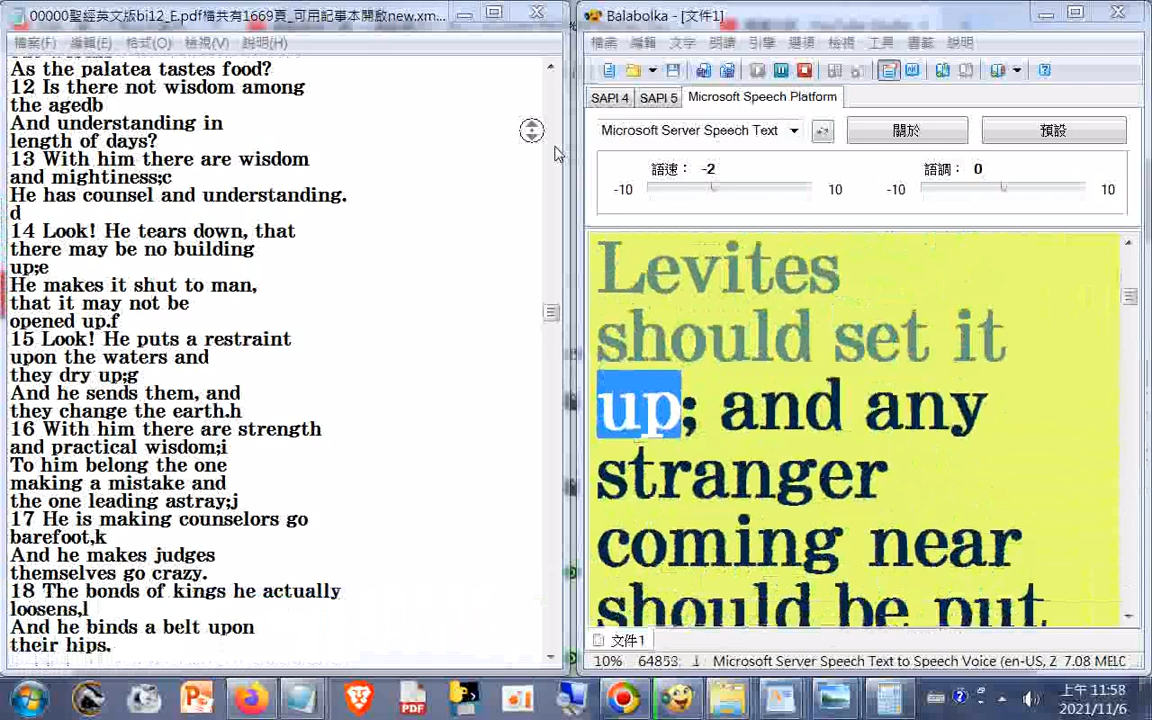 00000聖經英文版bi12_E.pdf檔共有1669頁_可用記事本開啟new.xm...
檔案(F) 編輯(E) 格式(O) 檢視(V) 說明(H)
As the palatea tastes food?
12 Is there not wisdom among
the agedb
And understanding in
length of days?
13 With him there are wisdom
and mightiness;c
He has counsel and understanding.
d
14 Look! He tears down, that
there may be no building
up;e
He makes it shut to man,
that it may not be
opened up.f
15 Look! He puts a restraint
upon the waters and
they dry up;g
And he sends them, and
they change the earth.h
16 With him there are strength
and practical wisdom;i
To him belong the one
making a mistake and
the one leading astray;j
17 He is making counselors go
barefoot,k
And he makes judges
themselves go crazy.
18 The bonds of kings he actually
loosens,l
And he binds a belt upon
their hips.
Balabolka - [文件1]
檔案 編輯 文字 朗讀 引擎 選項 檢視 工具 書籤 說明
SAPI 4 SAPI 5 Microsoft Speech Platform
Microsoft Server Speech Text 關於 預設
語速： -2 語調： 0
-10 10 -10 10
Levites
should set it
up; and any
stranger
coming near
should be put
文件1
10% 64853 Microsoft Server Speech Text to Speech Voice (en-US, Z 7.08 MELC
PDF
上午 11:58
2021/11/6